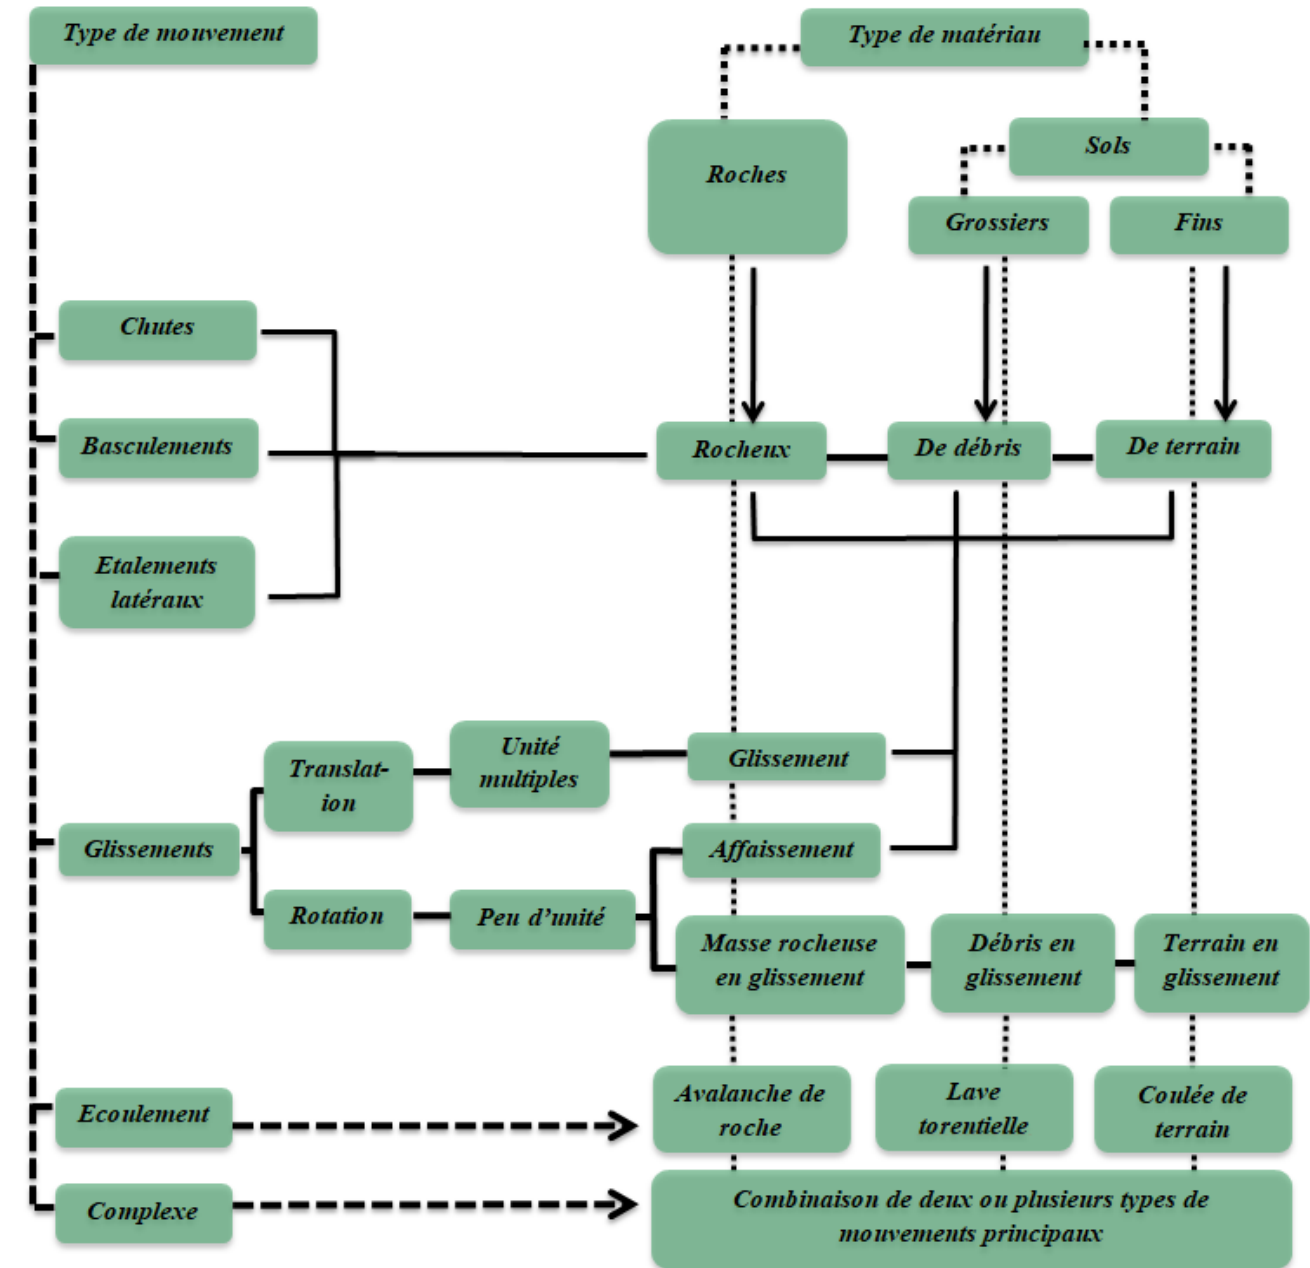 Type de mouvement
Type de matériau
Sols
Roches
Grossiers
Fins
Chutes
Basculements
Rocheux
De débris
De terrain
Etalements
latéraux
Translat-
ion
Unité
multiples
Glissement
Glissements
Affaissement
Rotation
Peu d’unité
Masse rocheuse
en glissement
Débris en
glissement
Terrain en
glissement
Ecoulement
Avalanche de
roche
Lave
torentielle
Coulée de
terrain
Complexe
Combinaison de deux ou plusieurs types de
mouvements principaux